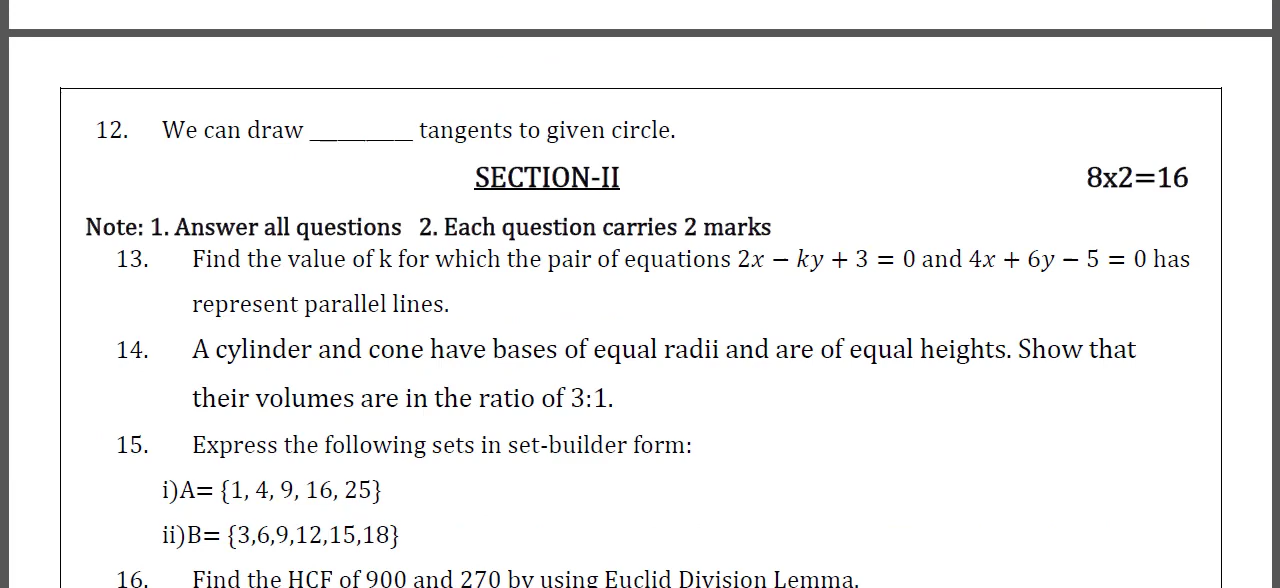 12. We can draw _________ tangents to given circle.
SECTION-II 8x2=16
Note: 1. Answer all questions 2. Each question carries 2 marks
13. Find the value of k for which the pair of equations 2x − ky + 3 = 0 and 4x + 6y − 5 = 0 has
represent parallel lines.
14. A cylinder and cone have bases of equal radii and are of equal heights. Show that
their volumes are in the ratio of 3:1.
15. Express the following sets in set-builder form:
i)A= {1, 4, 9, 16, 25}
ii)B= {3,6,9,12,15,18}
16. Find the HCF of 900 and 270 by using Euclid Division Lemma.